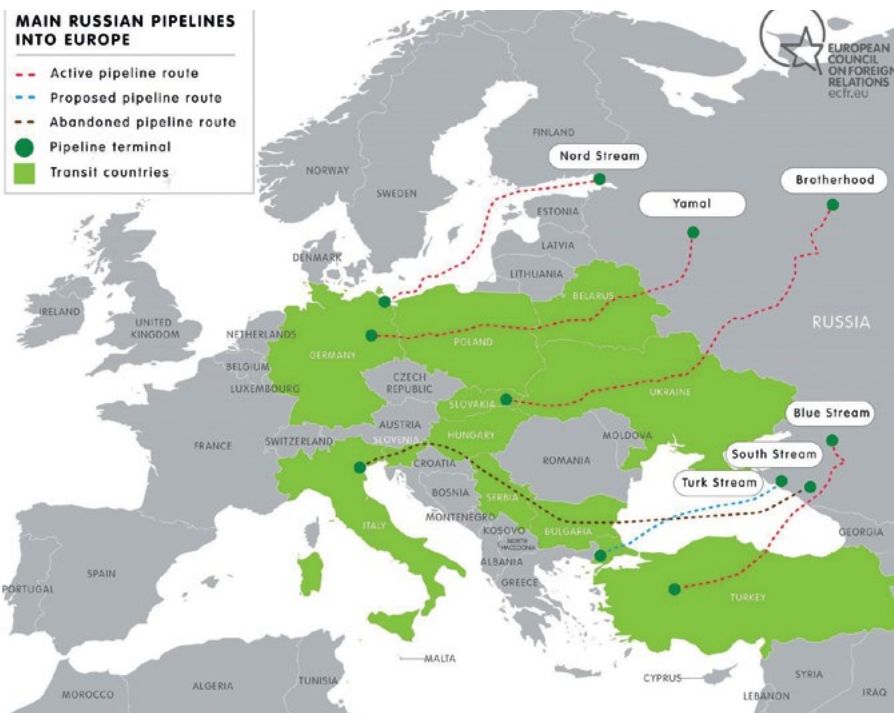 MAIN RUSSIAN PIPELINES
INTO EUROPE
Active pipeline route
Proposed pipeline route
Abandoned pipeline route
Pipeline terminal
Transit countries
EUROPEAN
COUNCIL
ON FOREIGN
RELATIONS
ecfr.eu
FINLAND
NORWAY
SWEDEN
Nord Stream
Yamal
Brotherhood
ESTONIA
LATVIA
LITHUANIA
DENMARK
BELARUS
IRELAND
UNITED
KINGDOM
NETHERLANDS
RUSSIA
GERMANY
POLAND
BELGIUM
LUXEMBOURG
CZECH
REPUBLIC
UKRAINE
SLOVAKIA
Blue Stream
AUSTRIA
MOLDOVA
FRANCE
SWITZERLAND
SLOVENIA
HUNGARY
South Stream
CROATIA
ROMANIA
Turk Stream
BOSNIA
SERBIA
ITALY
MONTENEGRO
KOSOVO
BULGARIA
GEORGIA
NORTH
MACEDONIA
ALBANIA
PORTUGAL
SPAIN
GREECE
TURKEY
MALTA
CYPRUS
SYRIA
TUNISIA
ALGERIA
MOROCCO
LEBANON
IRAQ